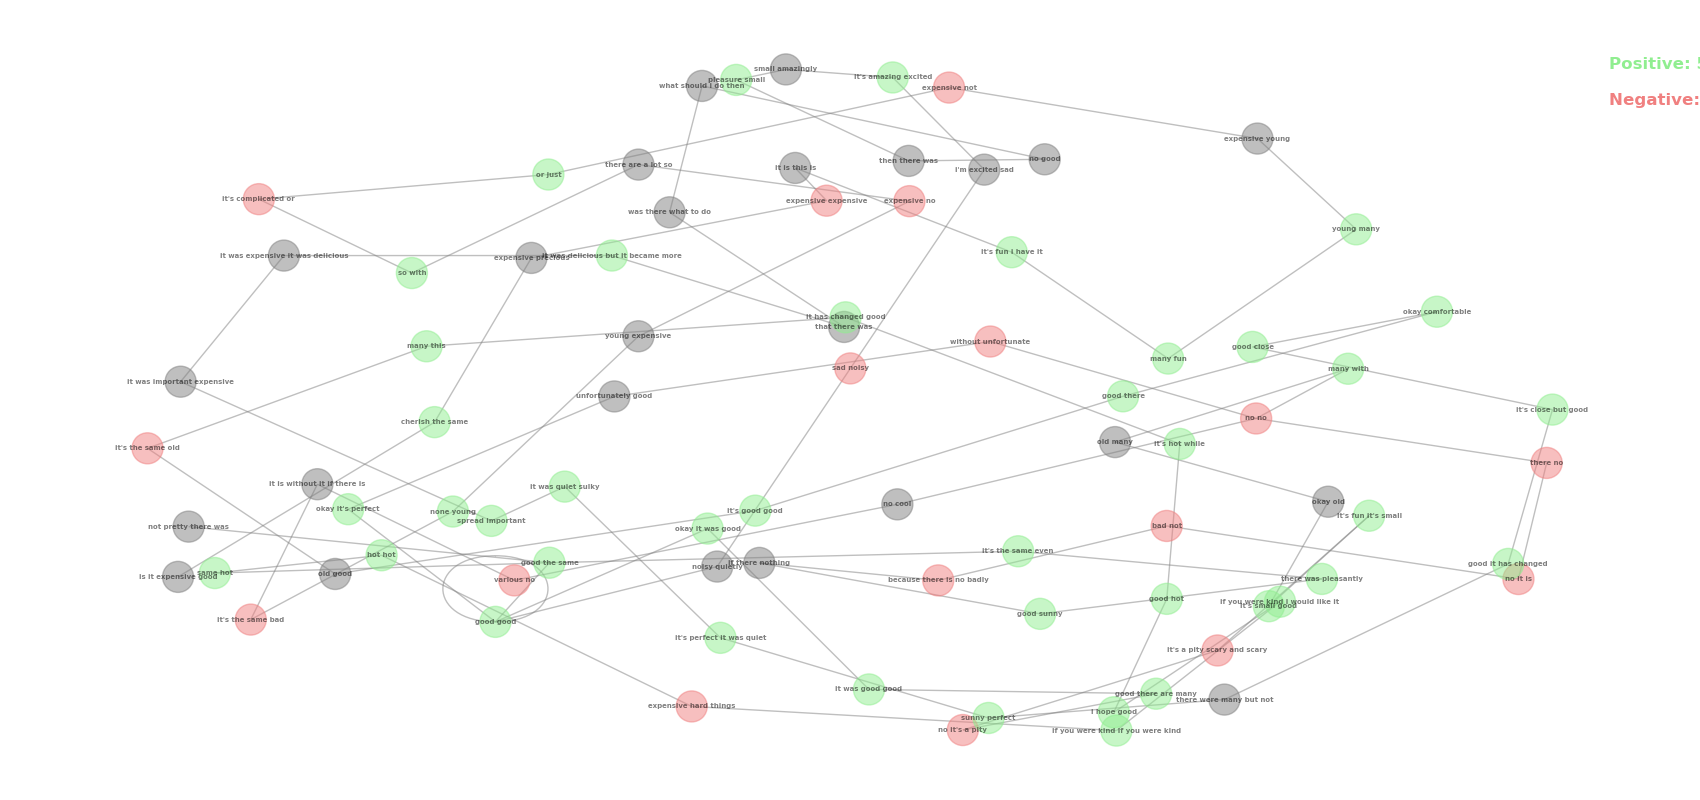 Positive: 5
Negative:
small amazingly
pleasure small
it's amazing excited
what should i do then
expensive not
expensive young
no good
then there was
there are a lot so
it is this is
i'm excited sad
or just
it's complicated or
expensive expensive
expensive no
was there what to do
young many
it's fun i have it
it was expensive it was delicious
expensive precious
it was delicious but it became more
so with
okay comfortable
it has changed good
that there was
young expensive
without unfortunate
many this
good close
many fun
sad noisy
many with
it was important expensive
unfortunately good
good there
it's close but good
no no
cherish the same
old many
it's hot while
it's the same old
there no
it is without it if there is
it was quiet sulky
okay old
no cool
okay it's perfect
none young
it's good good
it's fun it's small
spread important
not pretty there was
okay it was good
bad not
it's the same even
hot hot
good the same
if there nothing
good it has changed
noisy quietly
same hot
old good
is it expensive good
various no
because there is no badly
there was pleasantly
no it is
good hot
if you were kind i would like it
it's small good
good sunny
it's the same bad
good good
it's perfect it was quiet
it's a pity scary and scary
it was good good
good there are many
there were many but not
expensive hard things
i hope good
sunny perfect
no it's a pity
if you were kind if you were kind